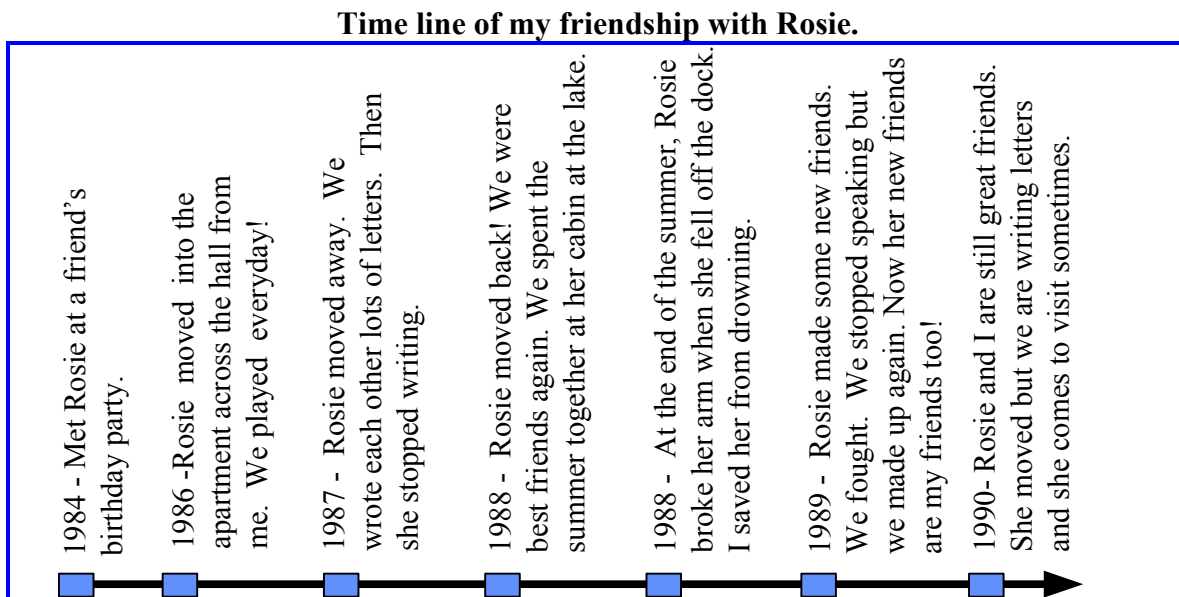 Time line of my friendship with Rosie.
1984 - Met Rosie at a friend's
birthday party.
1986 -Rosie moved into the
apartment across the hall from
me. We played everyday!
1987 - Rosie moved away. We
wrote each other lots of letters. Then
she stopped writing.
1988 - Rosie moved back! We were
best friends again. We spent the
summer together at her cabin at the lake.
1988 - At the end of the summer, Rosie
broke her arm when she fell off the dock.
I saved her from drowning.
1989 - Rosie made some new friends.
We fought. We stopped speaking but
we made up again. Now her new friends
are my friends too!
1990- Rosie and I are still great friends.
She moved but we are writing letters
and she comes to visit sometimes.